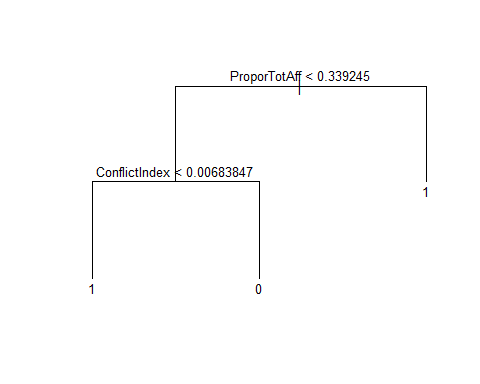 ProporTotAff < 0.339245
ConflictIndex < 0.00683847
1
1
0